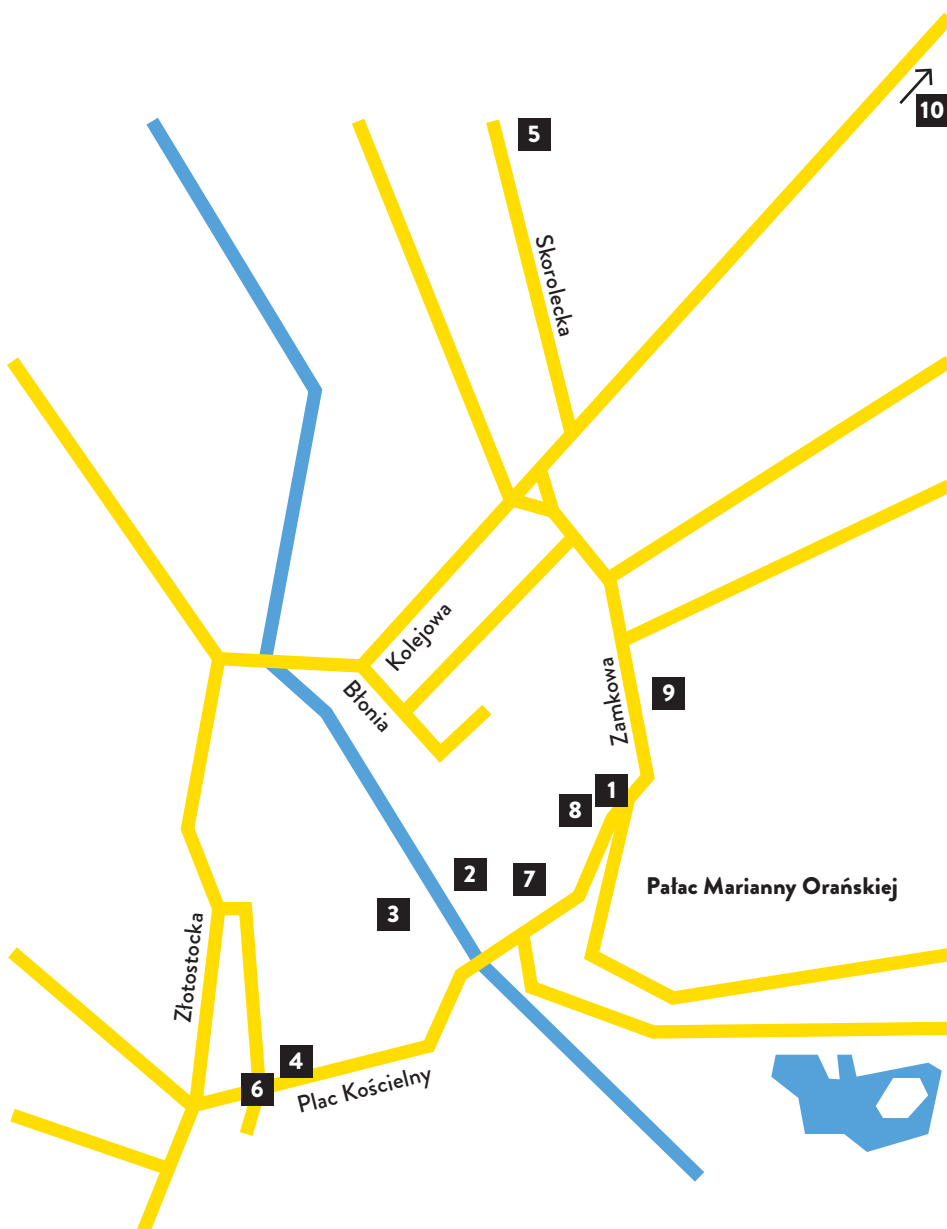 10
5
Skorolecka
Kolejowa
Błonia
Zamkowa
9
1
8
2
7
Pałac Marianny Orańskiej
3
Złotostocka
4
6
Plac Kościelny